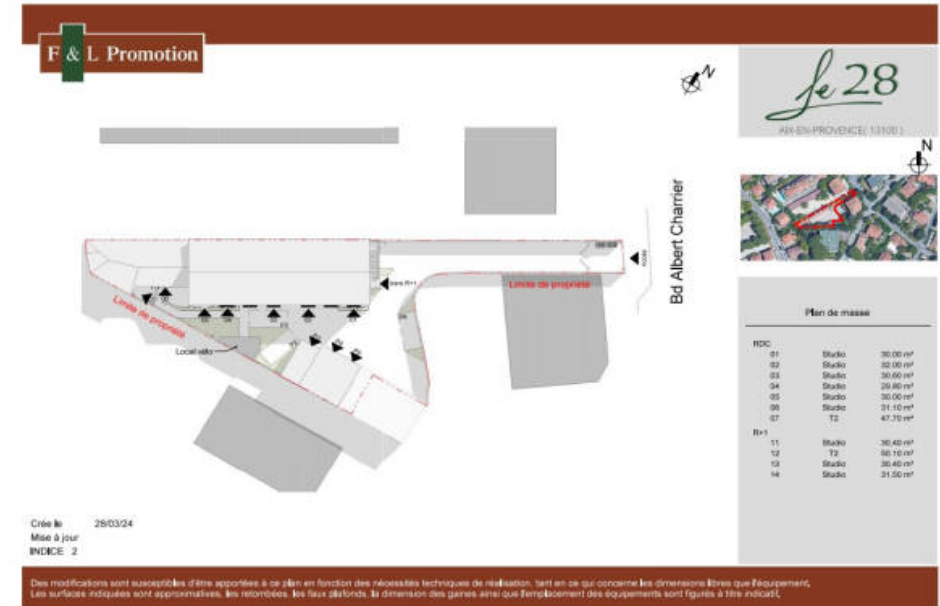 F & L Promotion
le 28
AIX-EN-PROVENCE( 13100 )
N
N
Bd Albert Charrier
Accès
vers R+1
Limite de propriété
Limite de propriété
Local vélo
Plan de masse
RDC
01 Studio 30.00 m²
02 Studio 32.00 m²
03 Studio 30.60 m²
04 Studio 29.80 m²
05 Studio 30.00 m²
06 Studio 31.10 m²
07 T2 47.70 m²
R+1
11 Studio 30.40 m²
12 T2 50.10 m²
13 Studio 30.40 m²
14 Studio 31.50 m²
Crée le 28/03/24
Mise à jour
INDICE 2
Des modifications sont susceptibles d'être apportées à ce plan en fonction des nécessités techniques de réalisation, tant en ce qui concerne les dimensions libres que l'équipement.
Les surfaces indiquées sont approximatives, les retombées, les faux plafonds, la dimension des gaines ainsi que l'emplacement des équipements sont figurés à titre indicatif.